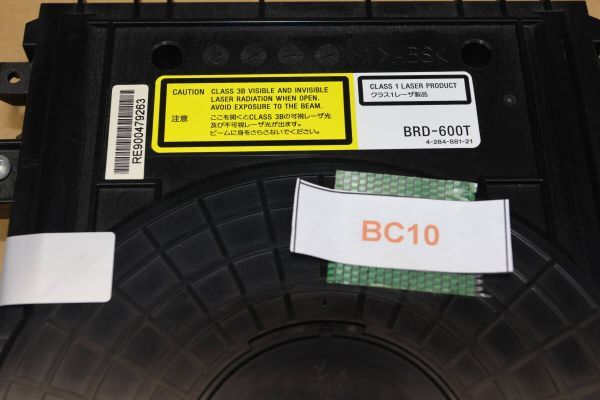 >ABS<
CAUTION
CLASS 3B VISIBLE AND INVISIBLE
LASER RADIATION WHEN OPEN.
AVOID EXPOSURE TO THE BEAM.
注意
ここを開くとCLASS 3Bの可視レーザ光
及び不可視レーザ光が出ます。
ビームに身をさらさないでください。
CLASS 1 LASER PRODUCT
クラス1レーザ製品
BRD-600T
4-284-881-21
RE900479263
BC10